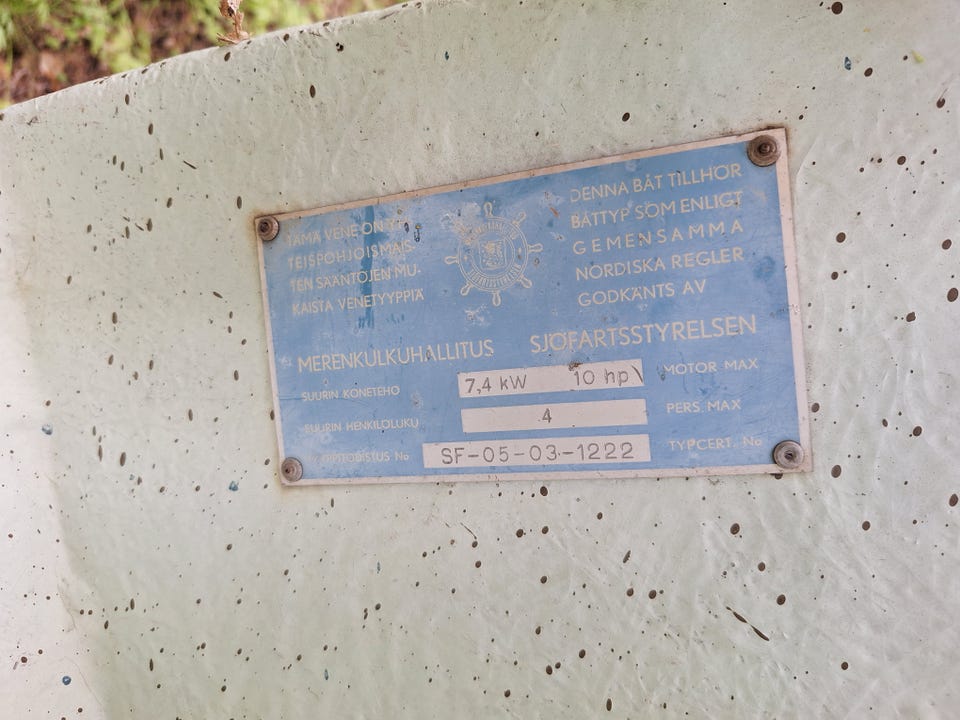 TÄMÄ VENE ON
TEISPOHJOISMAIS-
TEN SÄÄNTÖJEN MU-
KAISTA VENETYYPPIÄ
DENNA BÅT TILLHÖR
BÅTTYP SOM ENLIGT
GEMENSAMMA
NORDISKA REGLER
GODKÄNTS AV
MERENKULKUHALLITUS SJÖFARTSSTYRELSEN
SUURIN KONETEHO 7,4 kW 10 hp MOTOR MAX
SUURIN HENKILÖLUKU 4 PERS. MAX
SF-05-03-1222 TYPCERT. No